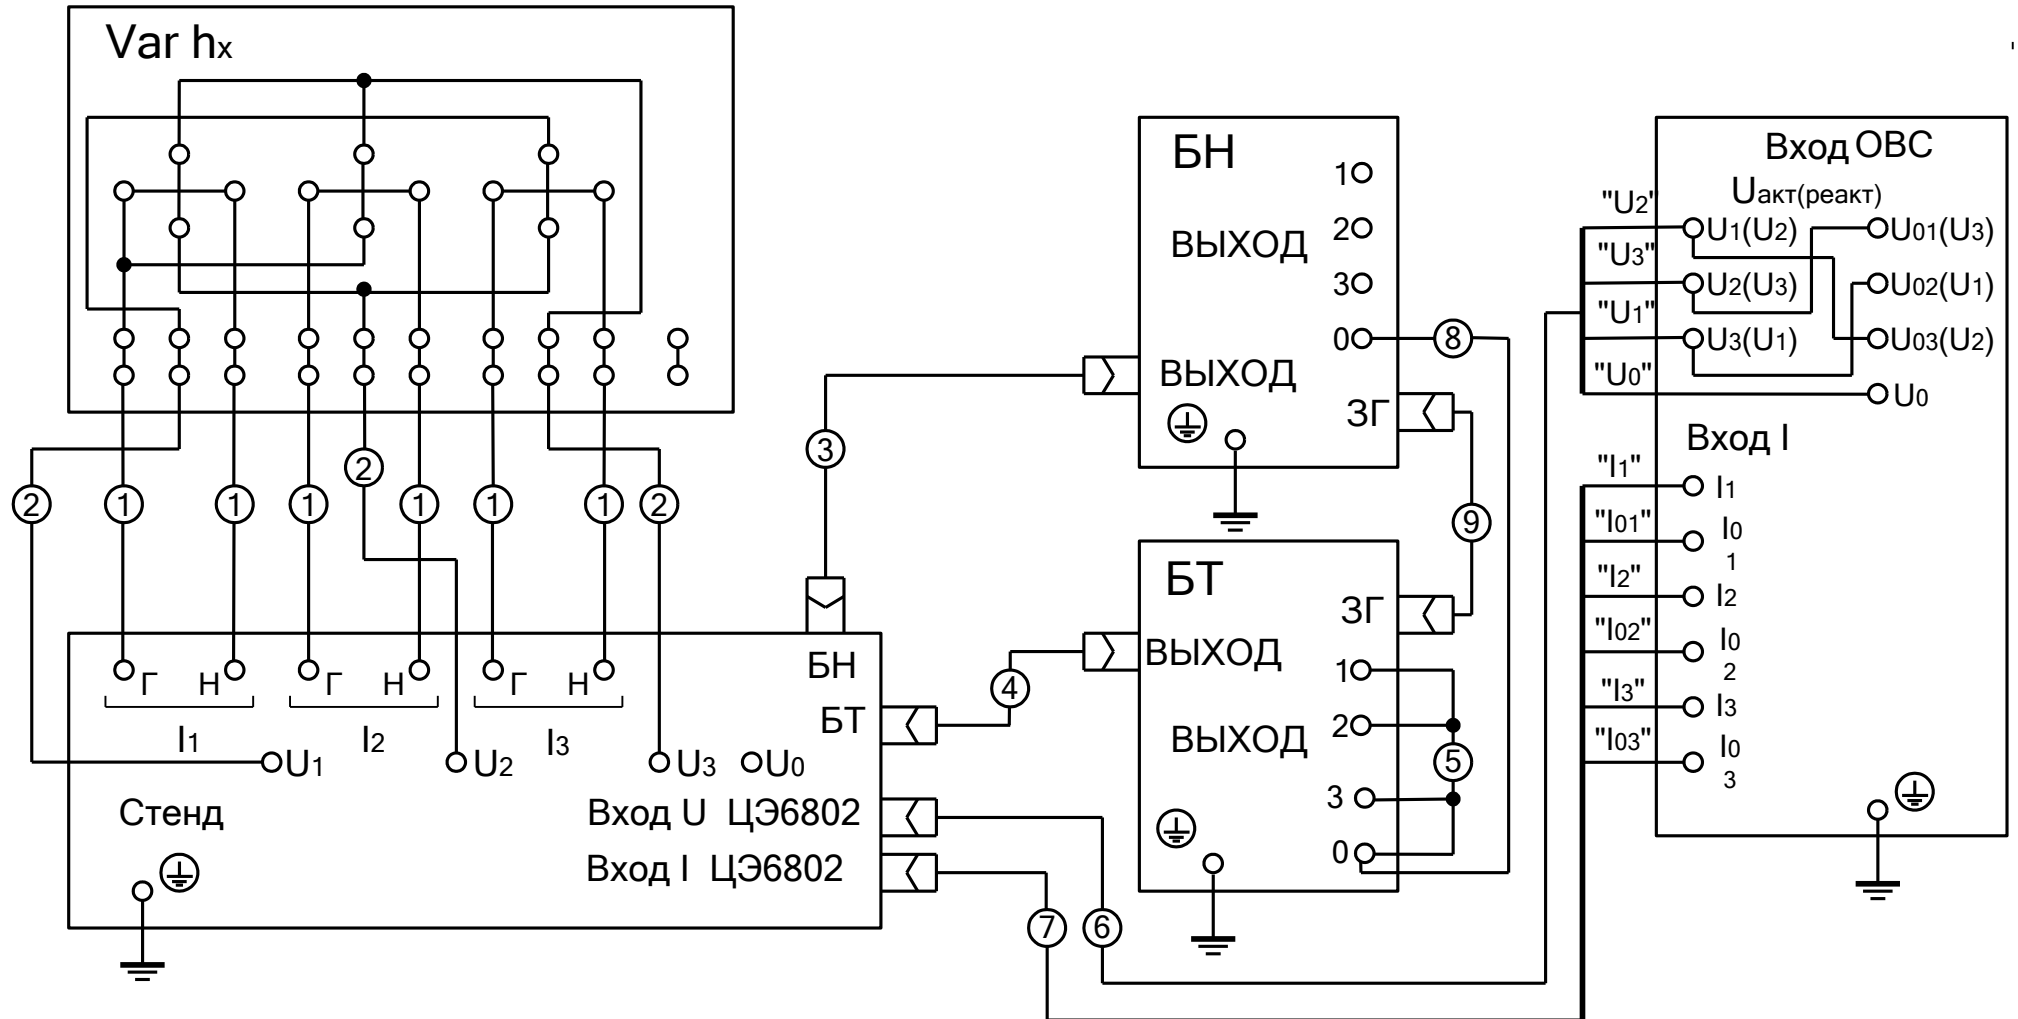 Var hx
2
1
1
1
2
1
1
1
2
Г
Н
Г
Н
Г
Н
I1
I2
I3
БН
БТ
U1
U2
U3
U0
Стенд
Вход U ЦЭ6802
Вход I ЦЭ6802
3
4
7
6
БН
1
2
ВЫХОД
3
0
ВЫХОД
ЗГ
8
9
БТ
ЗГ
ВЫХОД
1
2
ВЫХОД
5
3
0
Вход ОВС
Uакт(реакт)
"U2"
U1(U2)
U01(U3)
"U3"
U2(U3)
U02(U1)
"U1"
U3(U1)
U03(U2)
"U0"
U0
Вход I
"I1"
I1
"I01"
I0
1
"I2"
I2
"I02"
I0
2
"I3"
I3
"I03"
I0
3